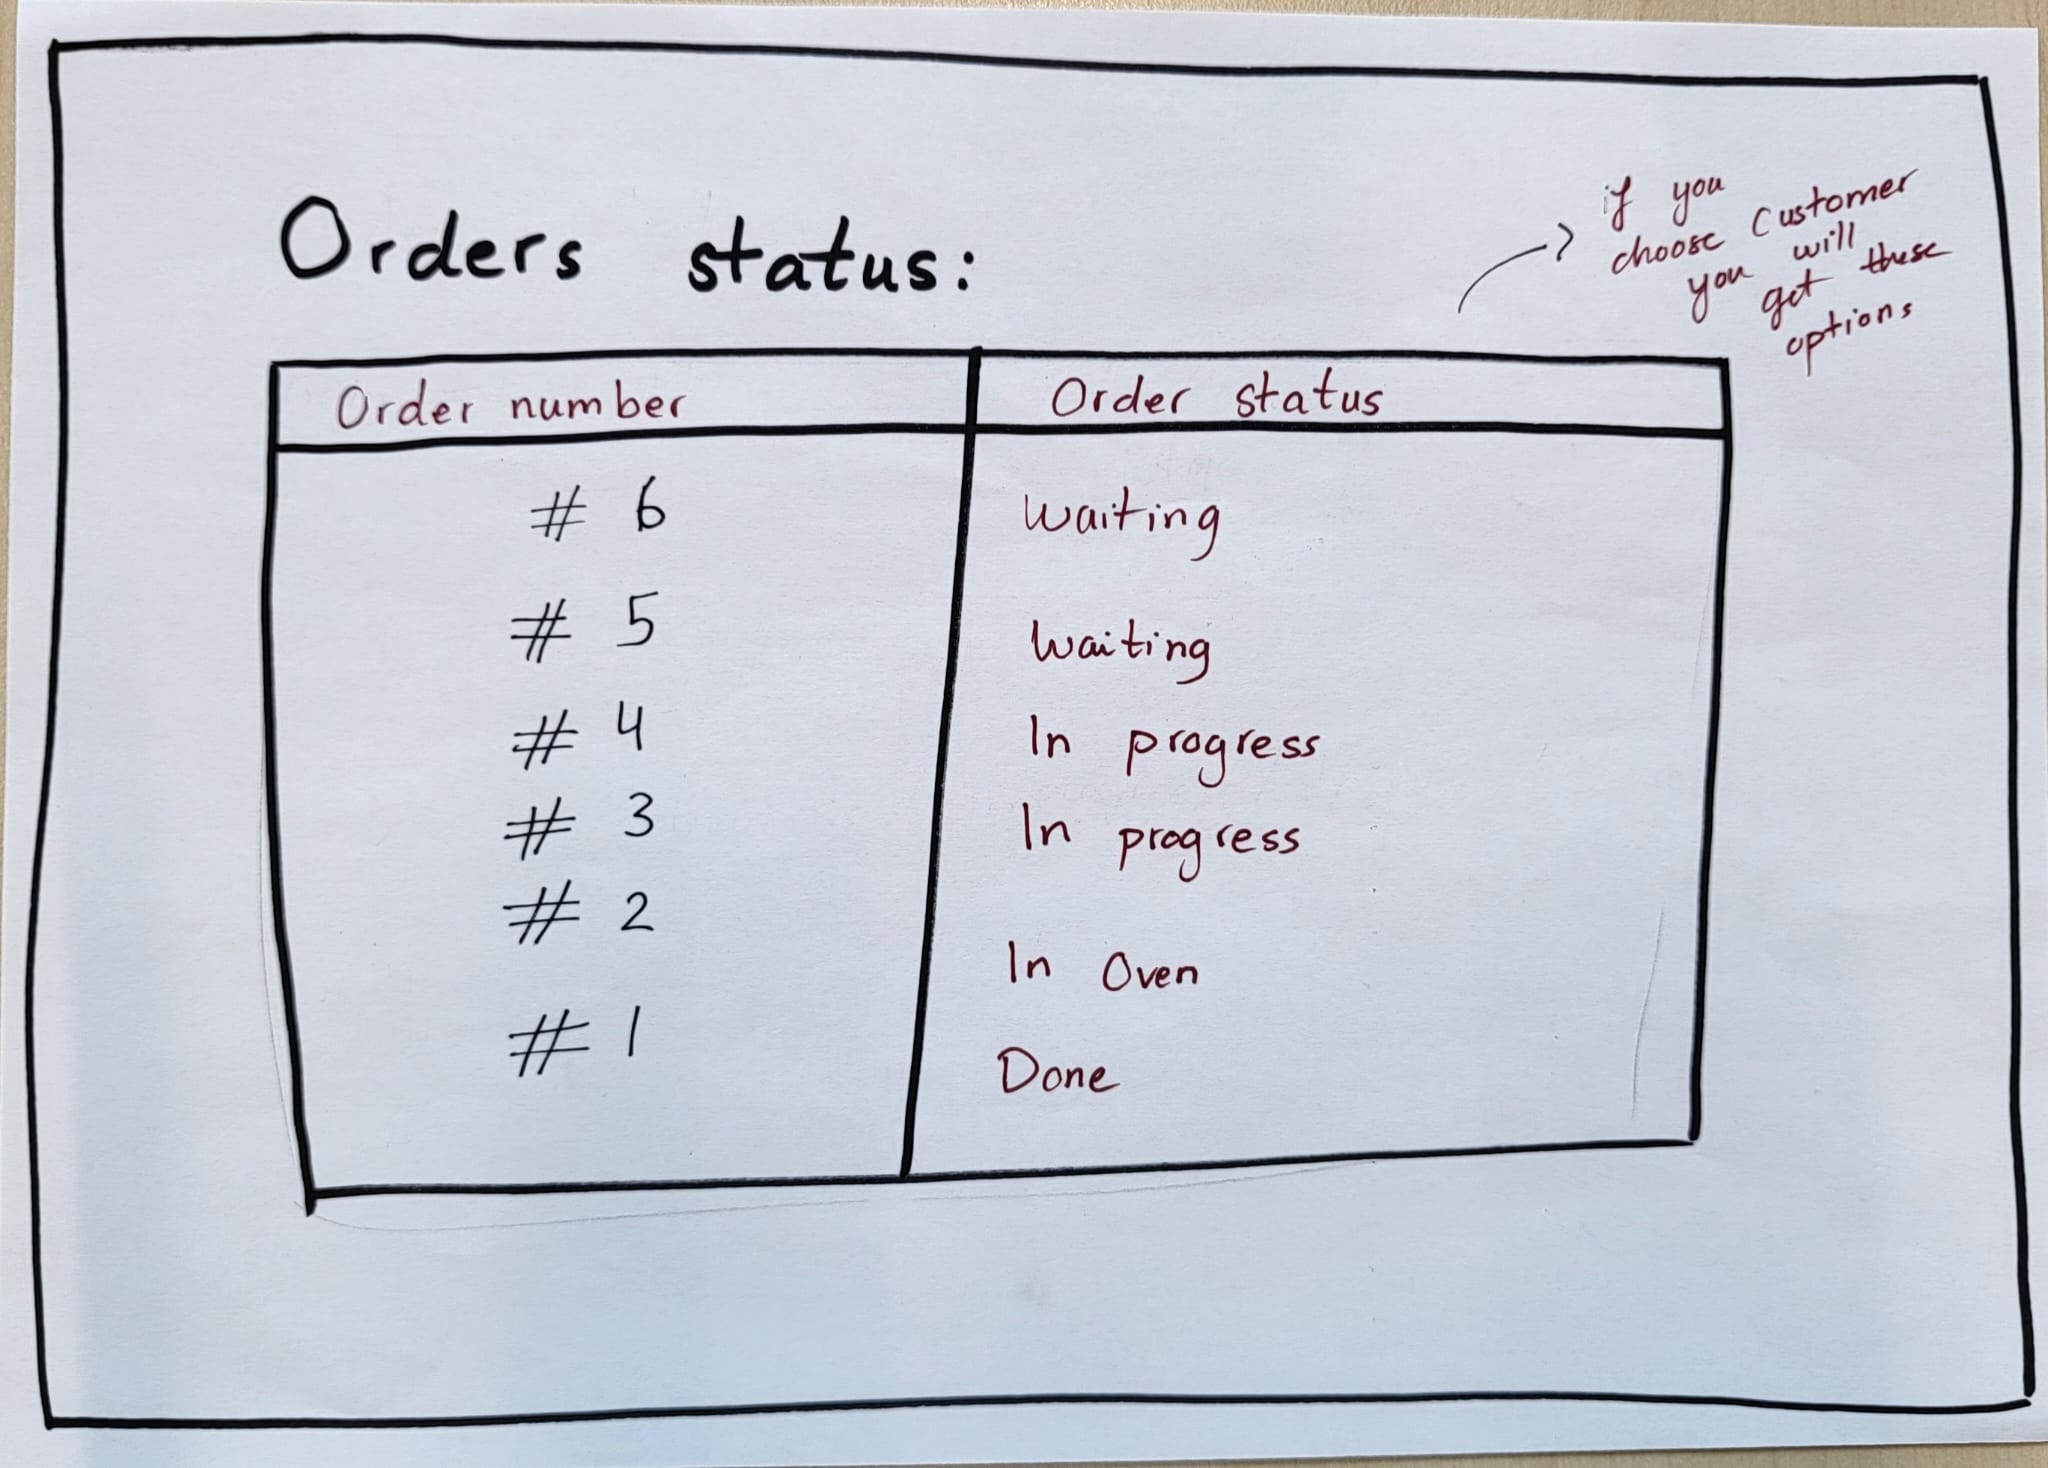 Orders status:
if you
choose Customer
you will
get these
options
Order number Order status
# 6 Waiting
# 5 Waiting
# 4 In progress
# 3 In progress
# 2 In Oven
# 1 Done